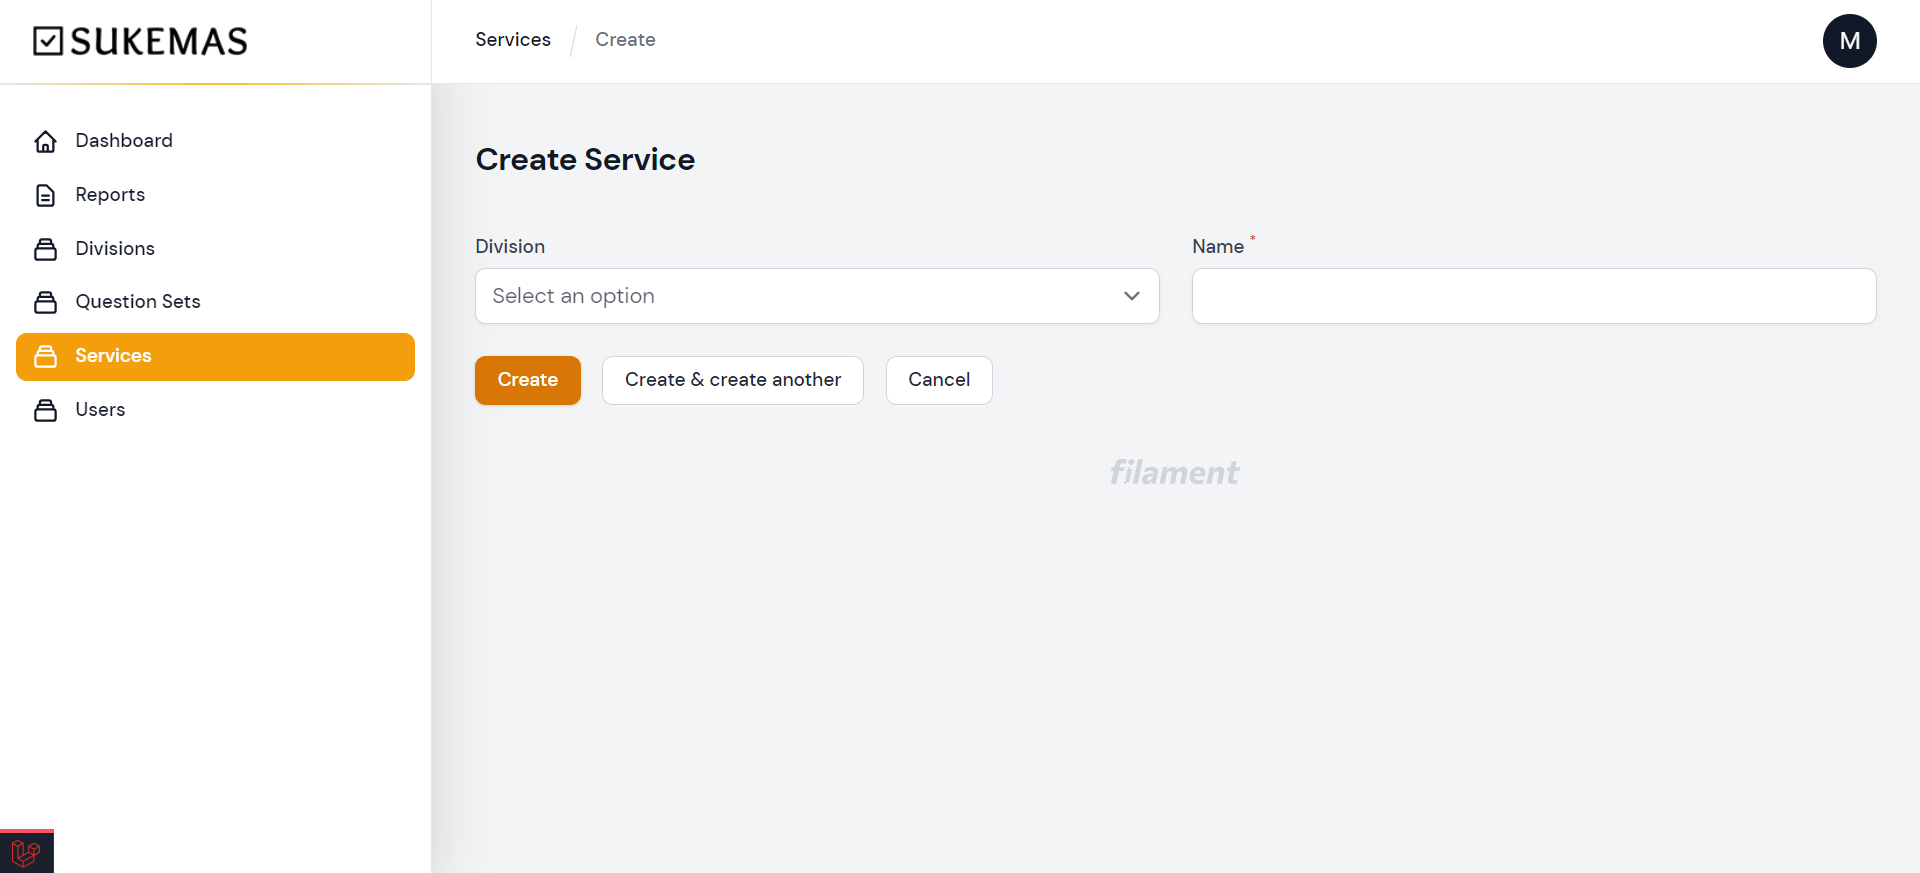 SUKEMAS
Services / Create
M
Dashboard
Reports
Divisions
Question Sets
Services
Users
Create Service
Division
Select an option
Name *
Create
Create & create another
Cancel
filament